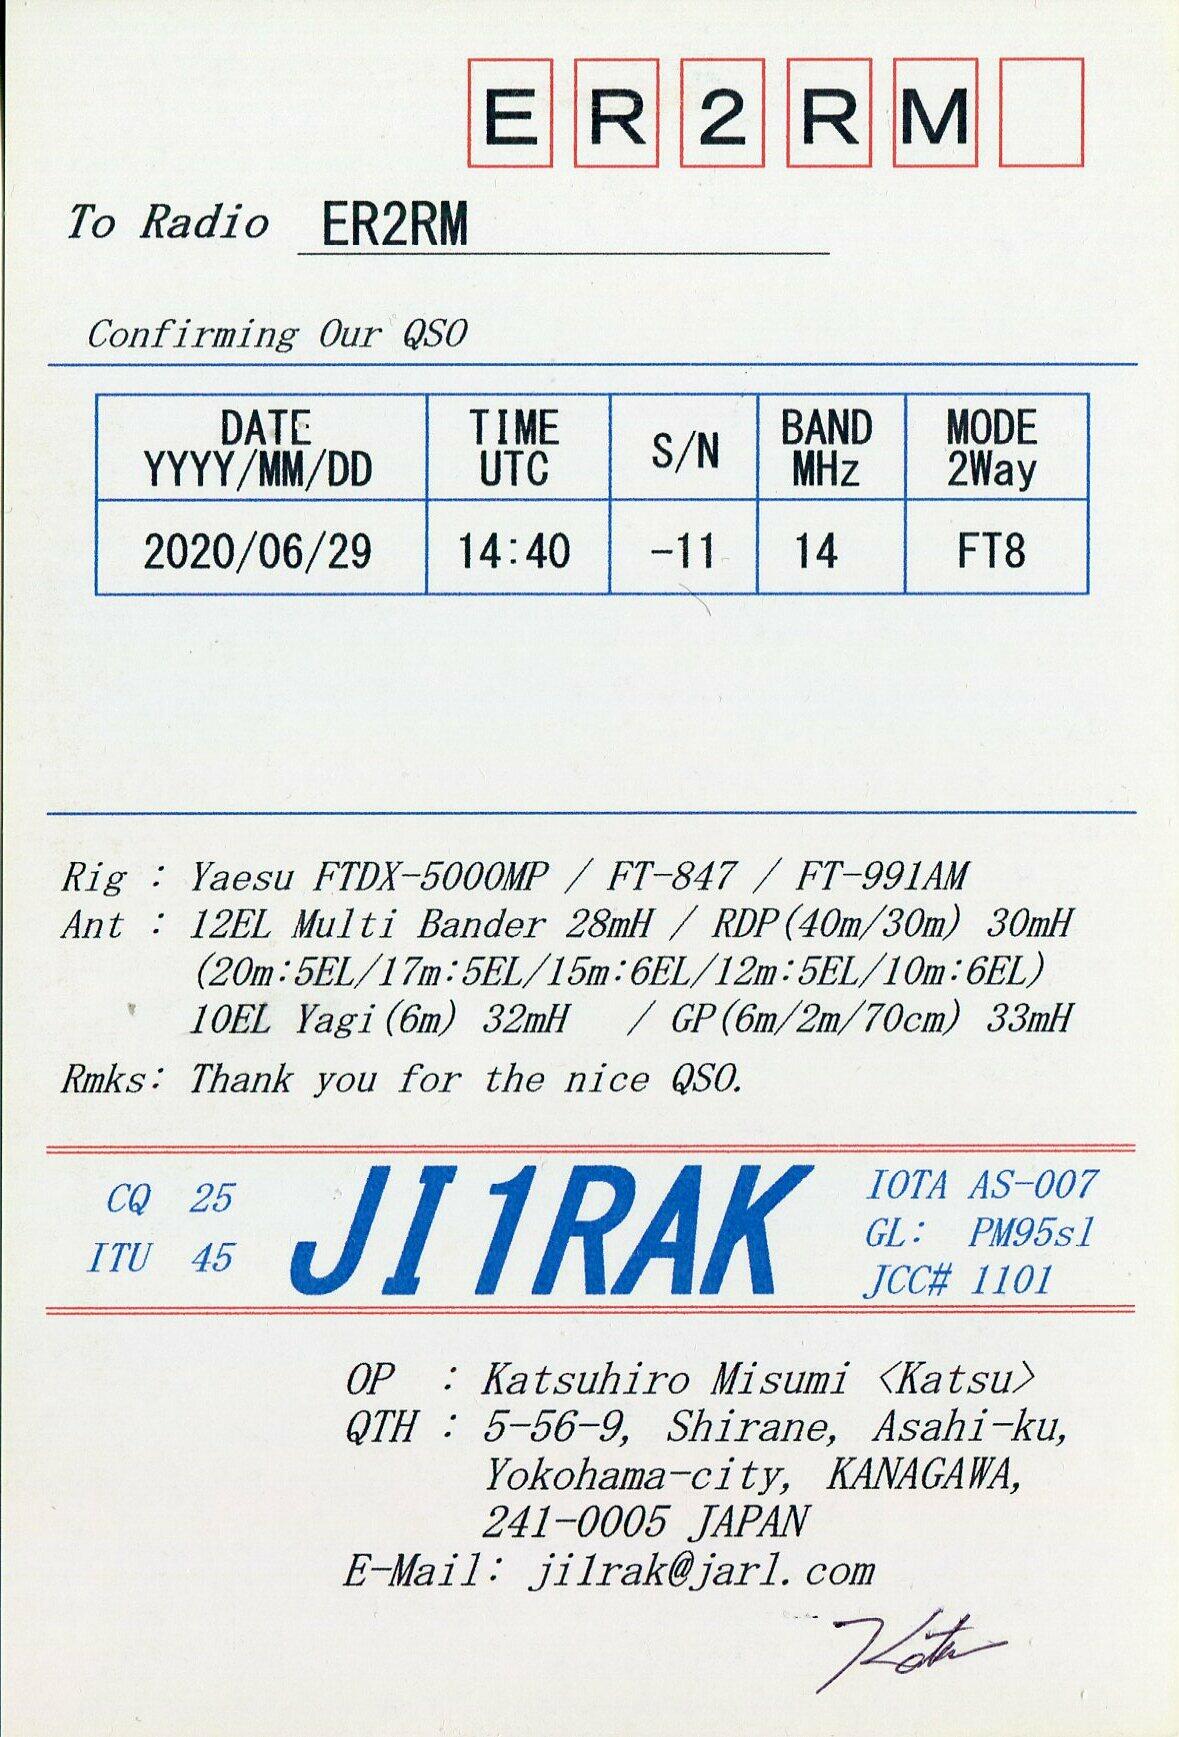 ER2RM
To Radio ER2RM
Confirming Our QSO
DATE YYYY/MM/DD TIME UTC S/N BAND MHz MODE 2Way
2020/06/29 14:40 -11 14 FT8
Rig : Yaesu FTDX-5000MP / FT-847 / FT-991AM
Ant : 12EL Multi Bander 28mH / RDP(40m/30m) 30mH
(20m:5EL/17m:5EL/15m:6EL/12m:5EL/10m:6EL)
10EL Yagi(6m) 32mH / GP(6m/2m/70cm) 33mH
Rmks: Thank you for the nice QSO.
CQ 25
ITU 45
JI1RAK
IOTA AS-007
GL: PM95sl
JCC# 1101
OP : Katsuhiro Misumi <Katsu>
QTH : 5-56-9, Shirane, Asahi-ku,
Yokohama-city, KANAGAWA,
241-0005 JAPAN
E-Mail: ji1rak@jarl.com
Katsu